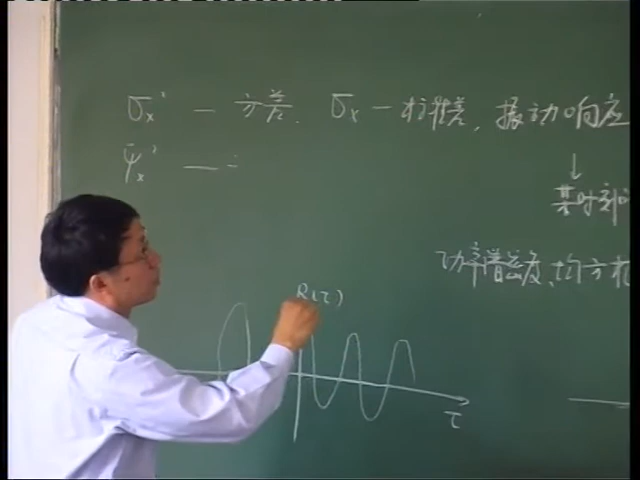 σx² — 方差. σx — 标准差, 振动响应
ψx² — 
↓
某时刻
功率谱密度、均方根
R(τ)
τ